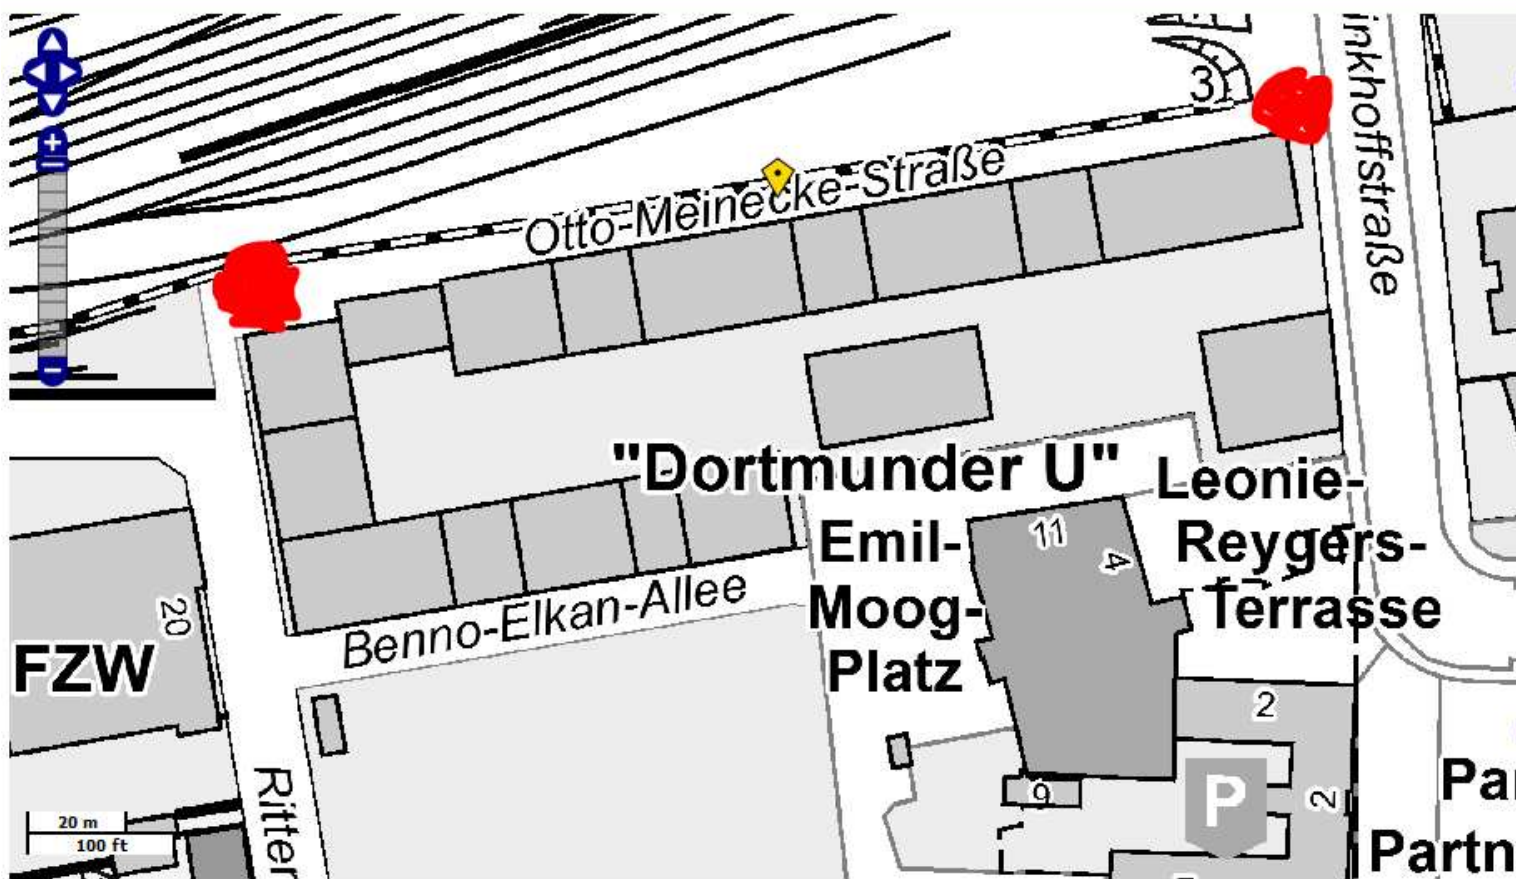 inkhoffstraße
3
Otto-Meinecke-Straße
"Dortmunder U"
Leonie-
Reygers-
Terrasse
11
4
Emil-
Moog-
Platz
Benno-Elkan-Allee
20
FZW
2
2
9
P
Ritter
Par
Partn
20 m
100 ft